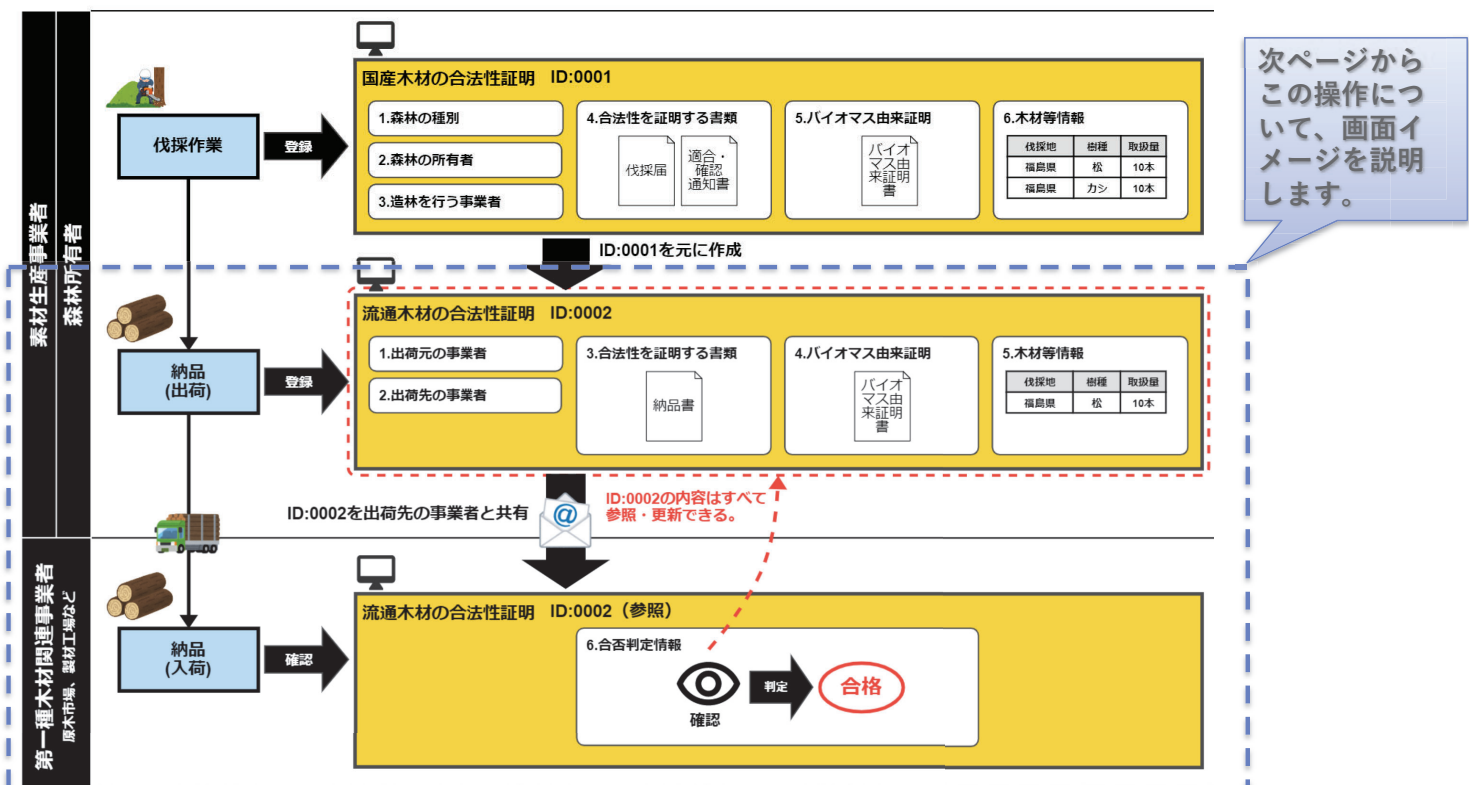 次ページから
この操作につ
いて、画面イ
メージを説明
します。
素材生産事業者
森林所有者
伐採作業
登録
国産木材の合法性証明 ID:0001
1.森林の種別
2.森林の所有者
3.造林を行う事業者
4.合法性を証明する書類
伐採届
適合・
確認
通知書
5.バイオマス由来証明
バイオ
マス由
来証明
書
6.木材等情報
伐採地 樹種 取扱量
福島県 松 10本
福島県 カシ 10本
ID:0001を元に作成
納品
(出荷)
登録
流通木材の合法性証明 ID:0002
1.出荷元の事業者
2.出荷先の事業者
3.合法性を証明する書類
納品書
4.バイオマス由来証明
バイオ
マス由
来証明
書
5.木材等情報
伐採地 樹種 取扱量
福島県 松 10本
ID:0002を出荷先の事業者と共有
@
ID:0002の内容はすべて
参照・更新できる。
第一種木材関連事業者
原木市場、製材工場など
納品
(入荷)
確認
流通木材の合法性証明 ID:0002（参照）
6.合否判定情報
確認
判定
合格